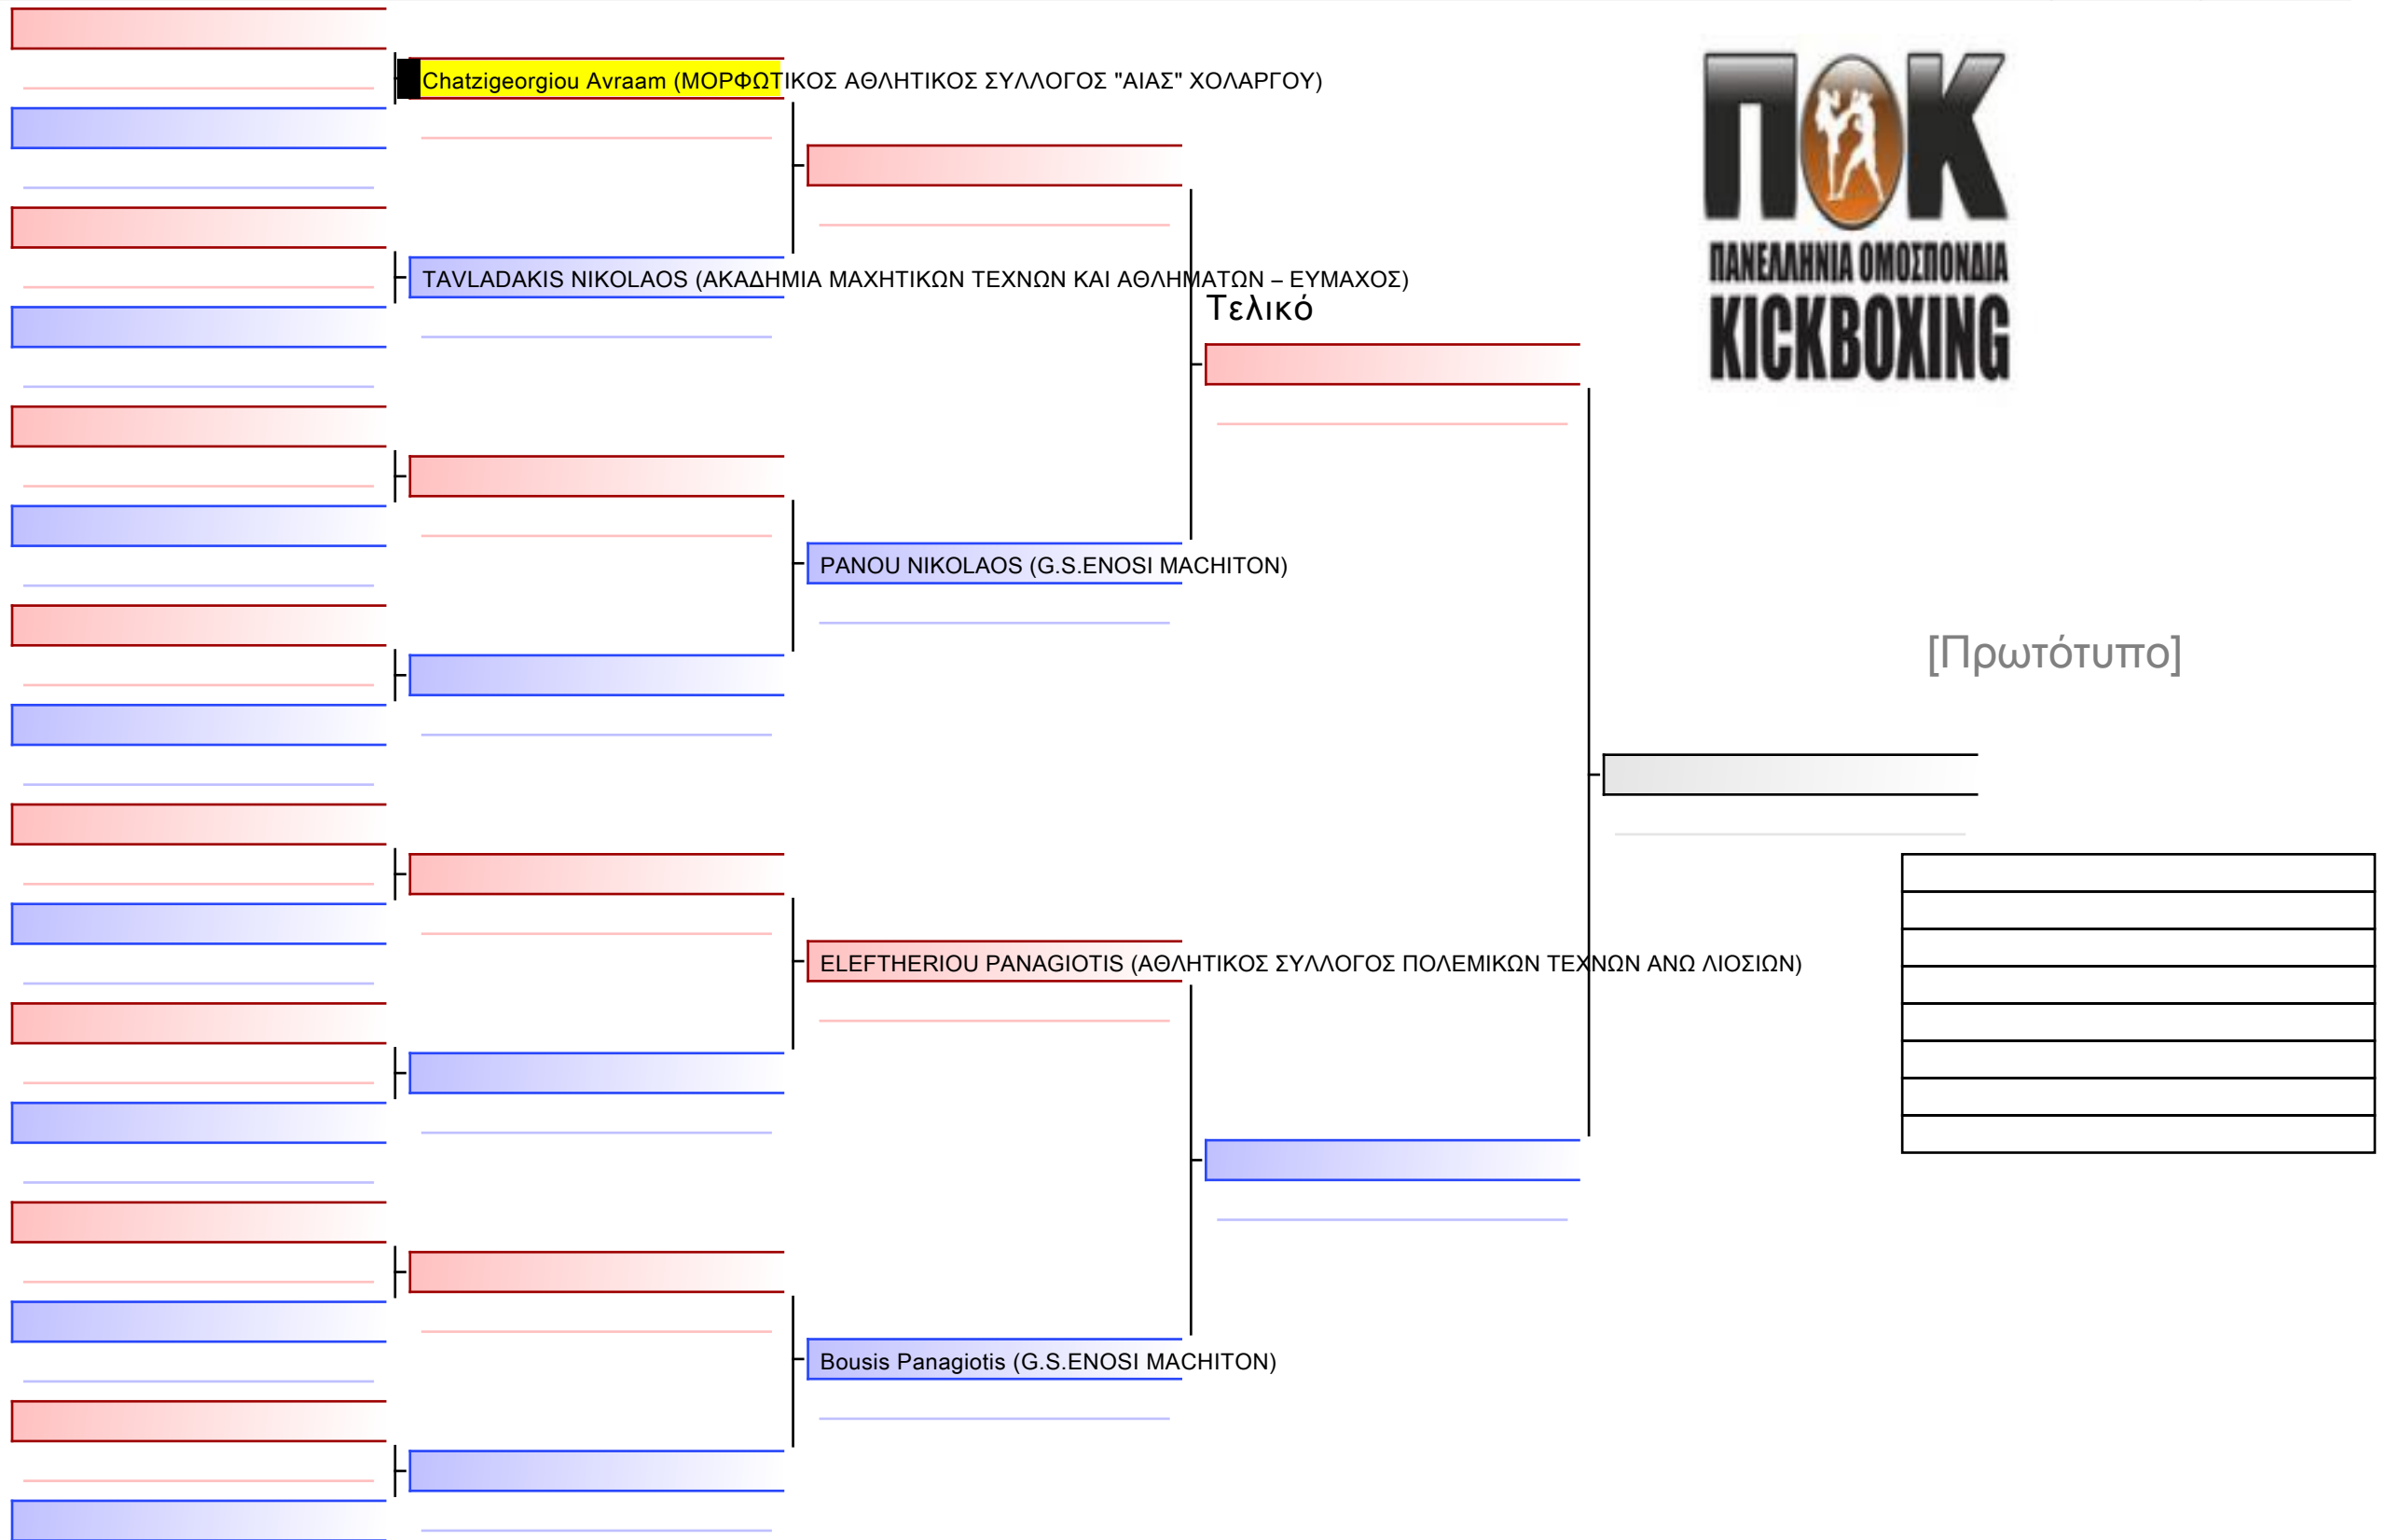 Chatzigeorgiou Avraam (ΜΟΡΦΩΤΙΚΟΣ ΑΘΛΗΤΙΚΟΣ ΣΥΛΛΟΓΟΣ "ΑΙΑΣ" ΧΟΛΑΡΓΟΥ)
ΠΟΚ
ΠΑΝΕΛΛΗΝΙΑ ΟΜΟΣΠΟΝΔΙΑ
KICKBOXING
TAVLADAKIS NIKOLAOS (ΑΚΑΔΗΜΙΑ ΜΑΧΗΤΙΚΩΝ ΤΕΧΝΩΝ ΚΑΙ ΑΘΛΗΜΑΤΩΝ – ΕΥΜΑΧΟΣ)
Τελικό
PANOU NIKOLAOS (G.S.ENOSI MACHITON)
[Πρωτότυπο]
ELEFTHERIOU PANAGIOTIS (ΑΘΛΗΤΙΚΟΣ ΣΥΛΛΟΓΟΣ ΠΟΛΕΜΙΚΩΝ ΤΕΧΝΩΝ ΑΝΩ ΛΙΟΣΙΩΝ)
Bousis Panagiotis (G.S.ENOSI MACHITON)